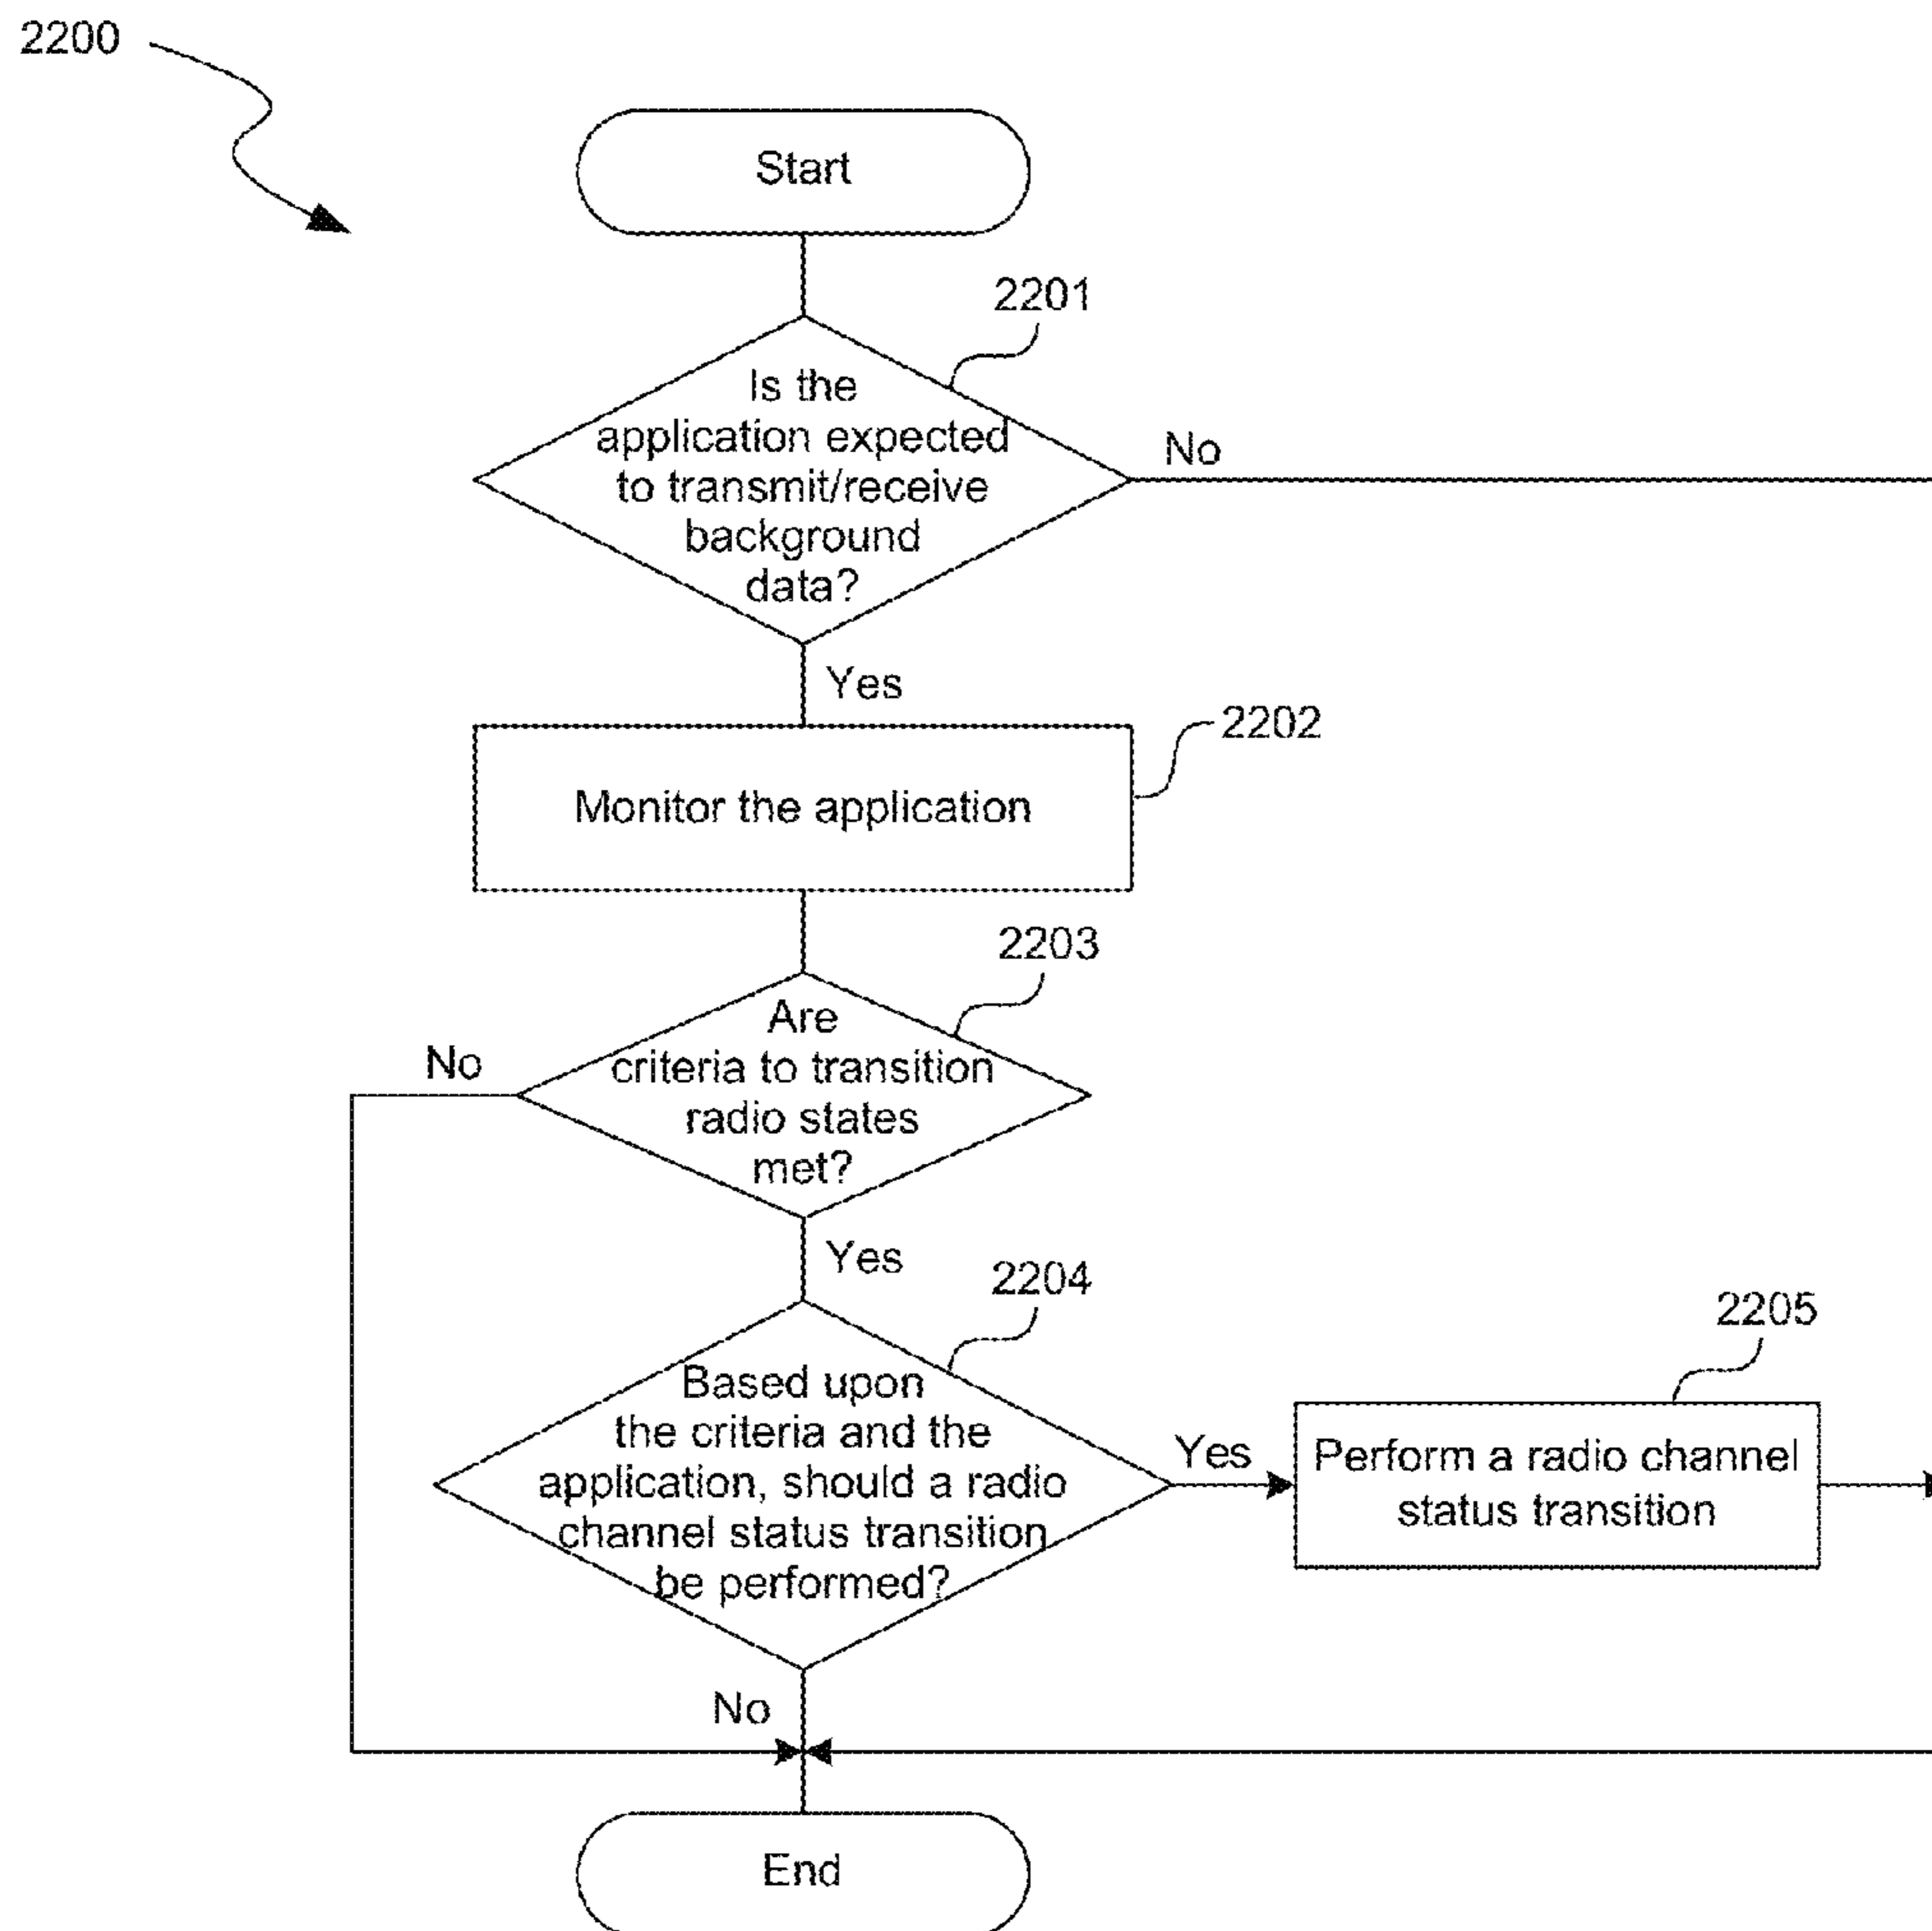 2200
Start
2201
Is the
application expected
to transmit/receive
background
data?
No
Yes
2202
Monitor the application
2203
Are
criteria to transition
radio states
met?
No
Yes
2204
Based upon
the criteria and the
application, should a radio
channel status transition
be performed?
Yes
2205
Perform a radio channel
status transition
No
End